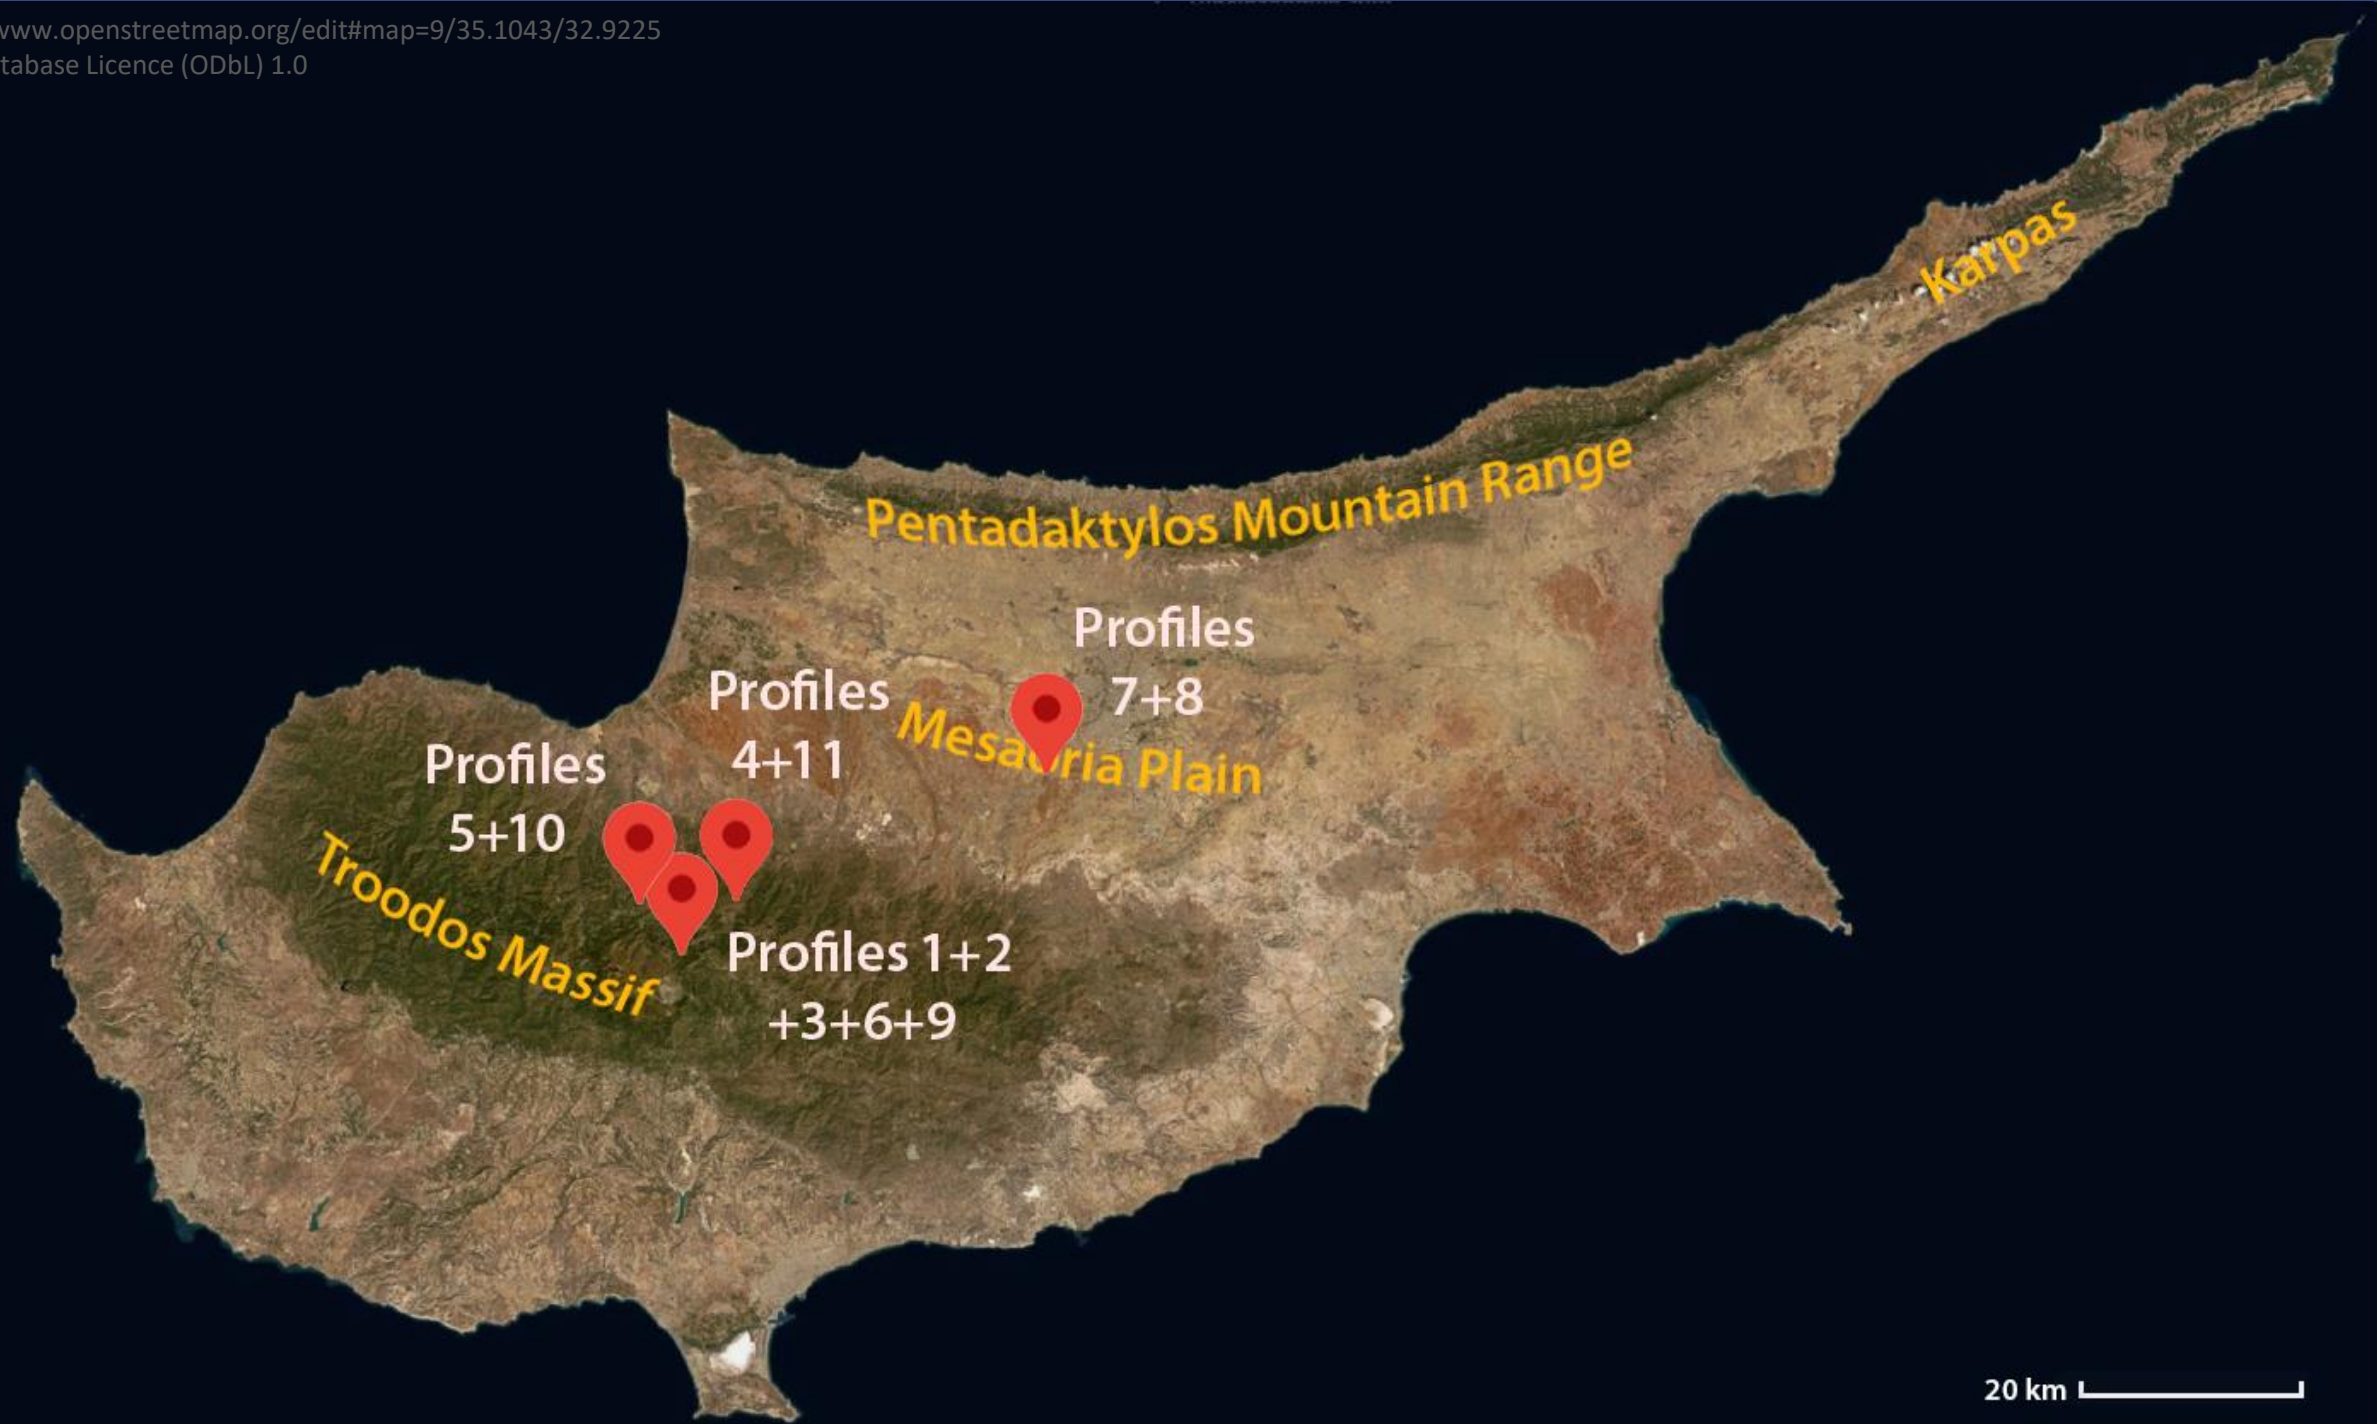 www.openstreetmap.org/edit#map=9/35.1043/32.9225
tabase Licence (ODbL) 1.0
Karpas
Pentadaktylos Mountain Range
Profiles
7+8
Profiles
4+11
Mesaoria Plain
Profiles
5+10
Troodos Massif
Profiles 1+2
+3+6+9
20 km